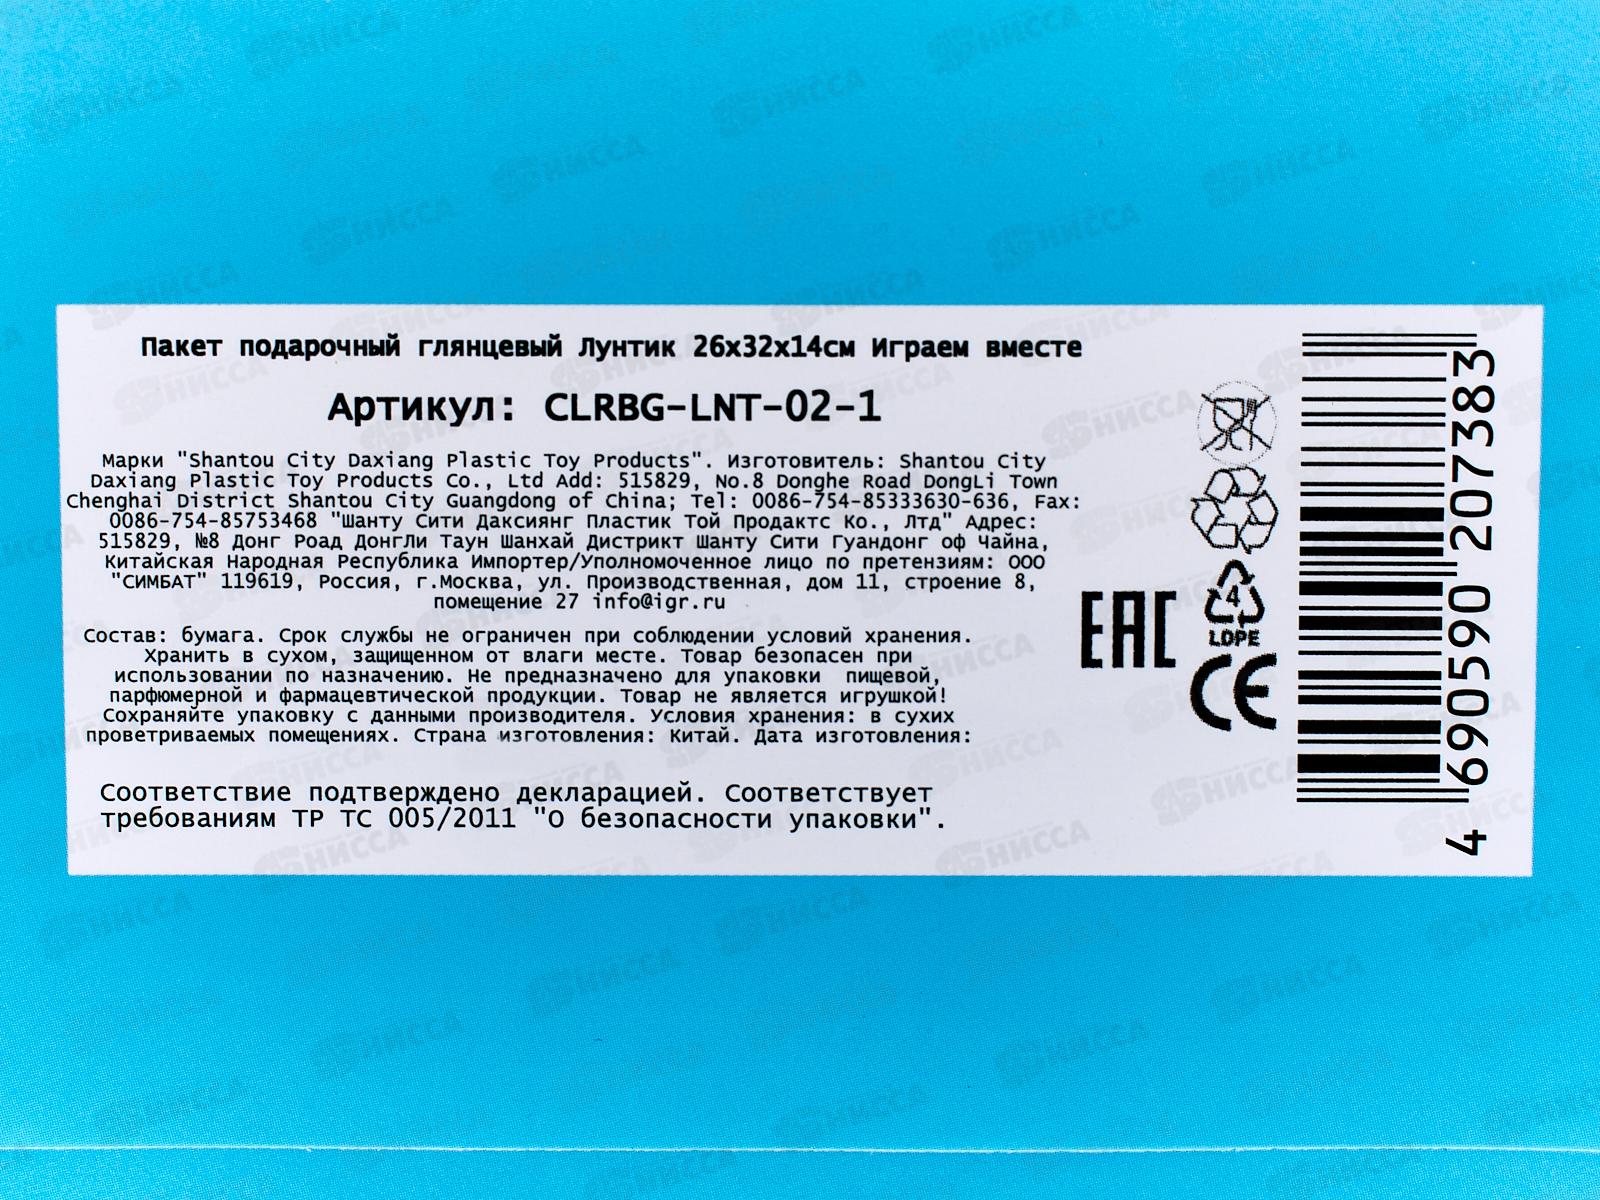 Пакет подарочный глянцевый Лунтик 26х32х14см Играем вместе
Артикул: CLRBG-LNT-02-1
Марки "Shantou City Daxiang Plastic Toy Products". Изготовитель: Shantou City
Daxiang Plastic Toy Products Co., Ltd Add: 515829, No.8 Donghe Road DongLi Town
Chenghai District Shantou City Guangdong of China; Tel: 0086-754-85333630-636, Fax:
0086-754-85753468 "Шанту Сити Даксиянг Пластик Той Продактс Ко., Лтд" Адрес:
515829, №8 Донг Роад ДонгЛи Таун Шанхай Дистрикт Шанту Сити Гуандонг оф Чайна,
Китайская Народная Республика Импортер/Уполномоченное лицо по претензиям: ООО
"СИМБАТ" 119619, Россия, г.Москва, ул. Производственная, дом 11, строение 8,
помещение 27 info@igr.ru
Состав: бумага. Срок службы не ограничен при соблюдении условий хранения.
Хранить в сухом, защищенном от влаги месте. Товар безопасен при
использовании по назначению. Не предназначено для упаковки пищевой,
парфюмерной и фармацевтической продукции. Товар не является игрушкой!
Сохраняйте упаковку с данными производителя. Условия хранения: в сухих
проветриваемых помещениях. Страна изготовления: Китай. Дата изготовления:
Соответствие подтверждено декларацией. Соответствует
требованиям ТР ТС 005/2011 "О безопасности упаковки".
EAC
4
LDPE
CE
4 690590 207383
НИССА